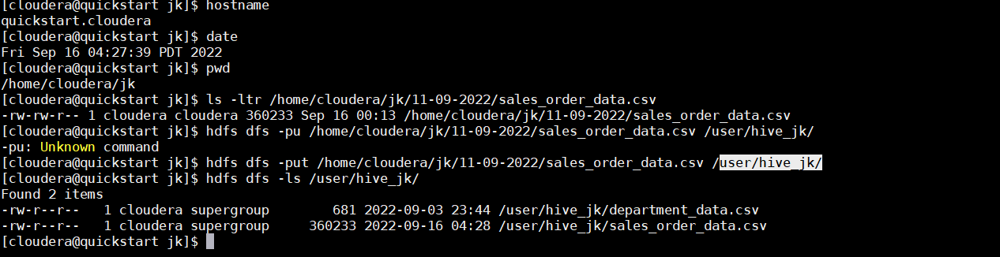 [cloudera@quickstart jk]$ hostname
quickstart.cloudera
[cloudera@quickstart jk]$ date
Fri Sep 16 04:27:39 PDT 2022
[cloudera@quickstart jk]$ pwd
/home/cloudera/jk
[cloudera@quickstart jk]$ ls -ltr /home/cloudera/jk/11-09-2022/sales_order_data.csv
-rw-rw-r-- 1 cloudera cloudera 360233 Sep 16 00:13 /home/cloudera/jk/11-09-2022/sales_order_data.csv
[cloudera@quickstart jk]$ hdfs dfs -pu /home/cloudera/jk/11-09-2022/sales_order_data.csv /user/hive_jk/
-pu: Unknown command
[cloudera@quickstart jk]$ hdfs dfs -put /home/cloudera/jk/11-09-2022/sales_order_data.csv /user/hive_jk/
[cloudera@quickstart jk]$ hdfs dfs -ls /user/hive_jk/
Found 2 items
-rw-r--r--   1 cloudera supergroup        681 2022-09-03 23:44 /user/hive_jk/department_data.csv
-rw-r--r--   1 cloudera supergroup     360233 2022-09-16 04:28 /user/hive_jk/sales_order_data.csv
[cloudera@quickstart jk]$